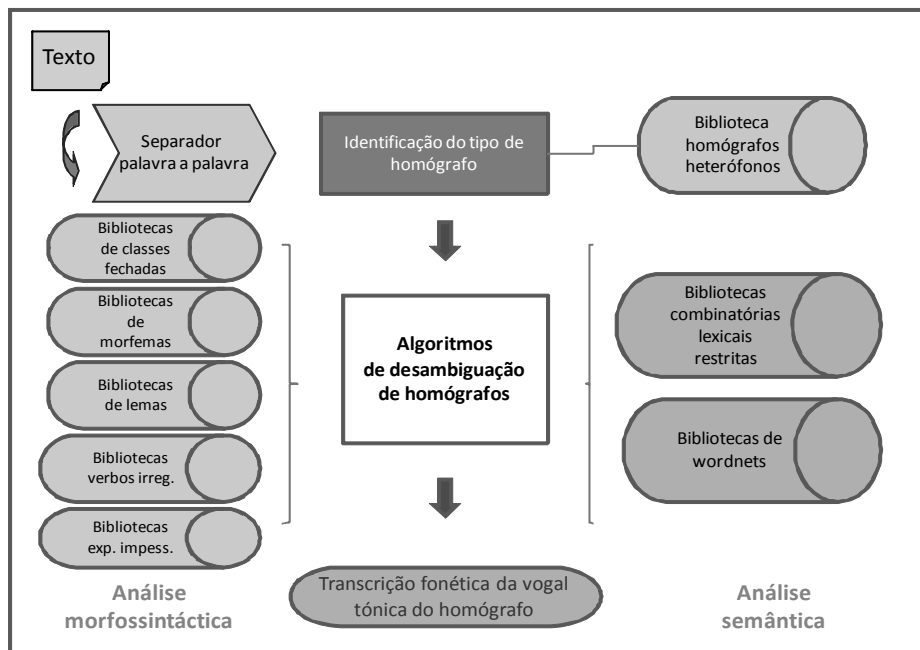 Texto
Separador
palavra a palavra
Identificação do tipo de
homógrafo
Biblioteca
homógrafos
heterófonos
Bibliotecas
de classes
fechadas
Bibliotecas
de
morfemas
Bibliotecas
de lemas
Bibliotecas
verbos irreg.
Bibliotecas
exp. impess.
Análise
morfossintáctica
Algoritmos
de desambiguação
de homógrafos
Transcrição fonética da vogal
tónica do homógrafo
Bibliotecas
combinatórias
lexicais
restritas
Bibliotecas de
wordnets
Análise
semântica